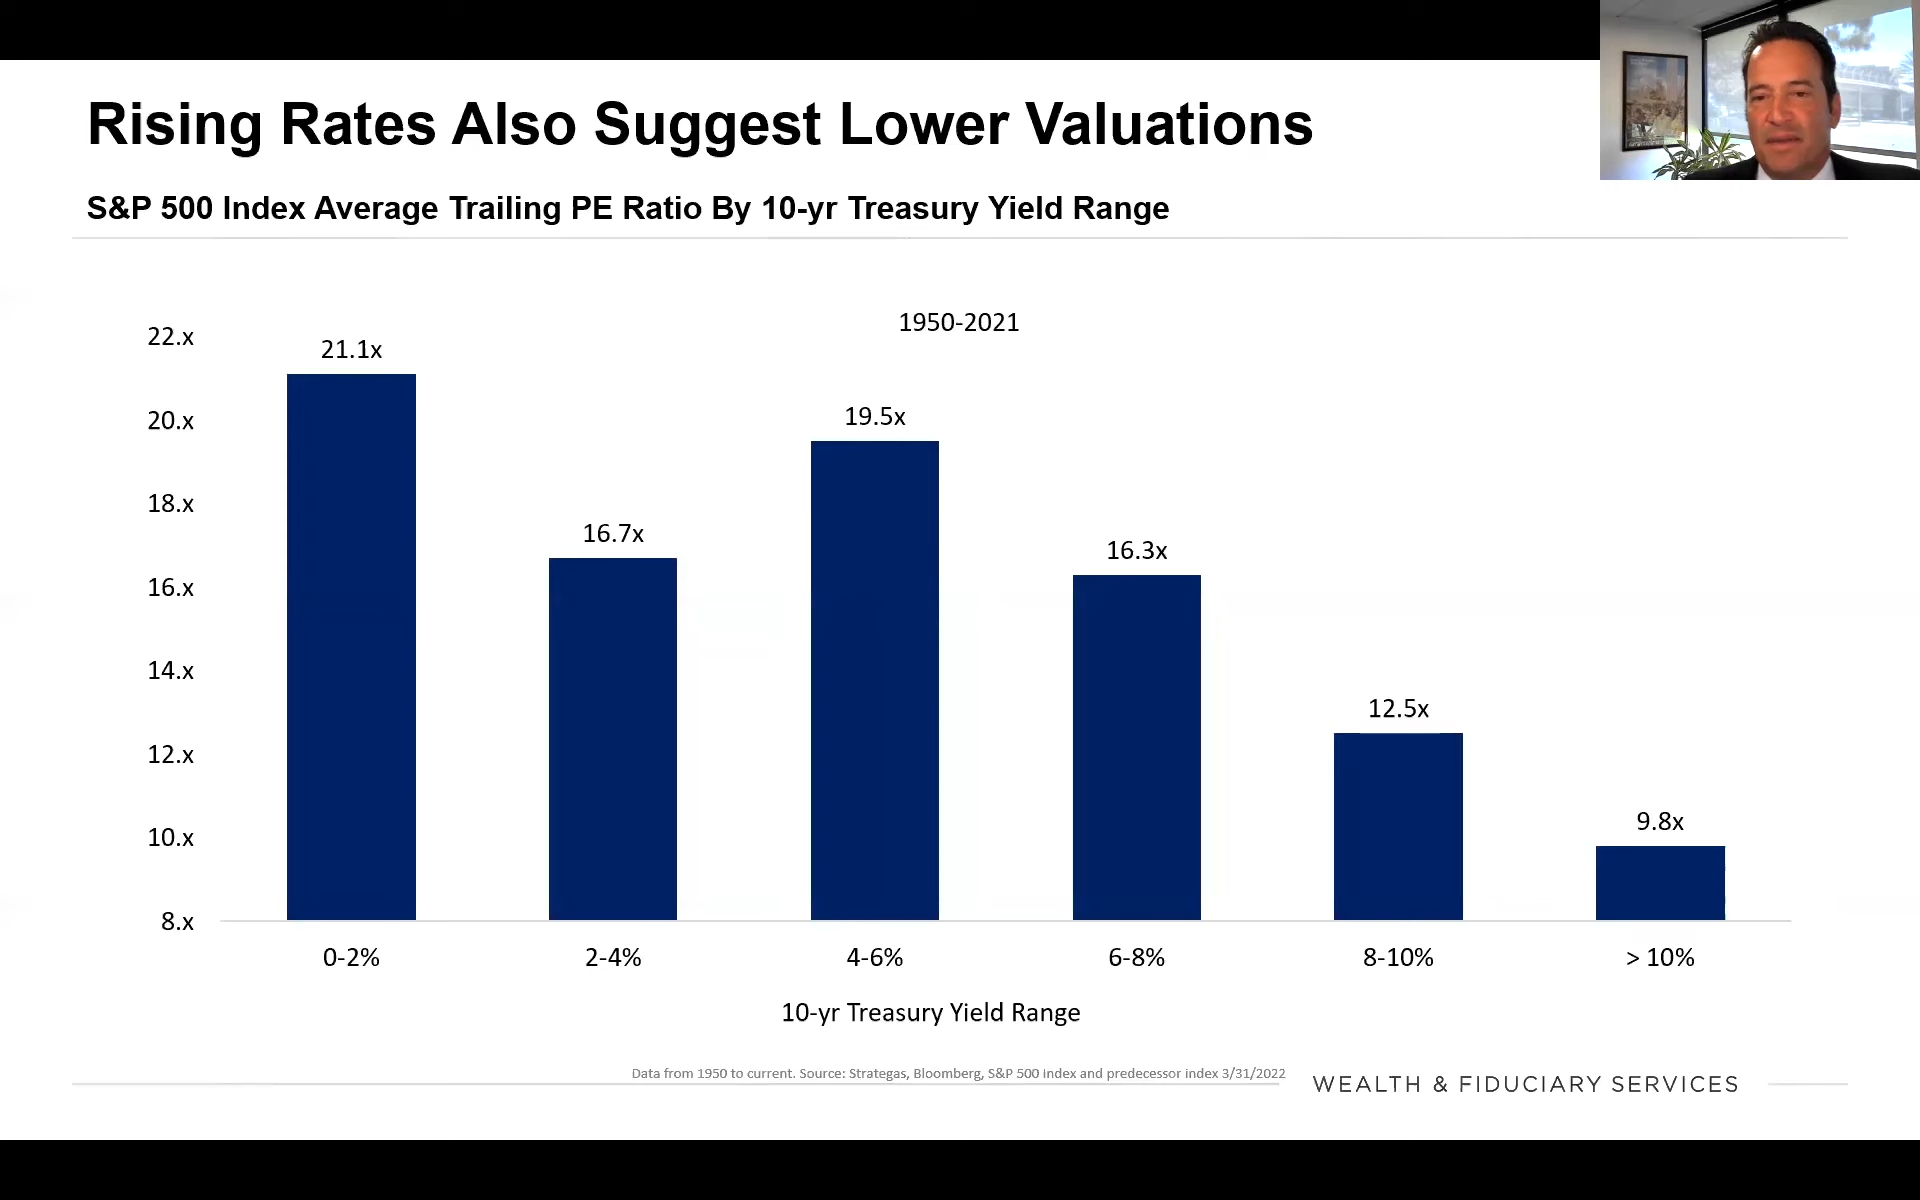 Rising Rates Also Suggest Lower Valuations
S&P 500 Index Average Trailing PE Ratio By 10-yr Treasury Yield Range
1950-2021
22.x
20.x
18.x
16.x
14.x
12.x
10.x
8.x
21.1x
16.7x
19.5x
16.3x
12.5x
9.8x
0-2%
2-4%
4-6%
6-8%
8-10%
> 10%
10-yr Treasury Yield Range
Data from 1950 to current. Source: Strategas, Bloomberg, S&P 500 index and predecessor index 3/31/2022
WEALTH & FIDUCIARY SERVICES